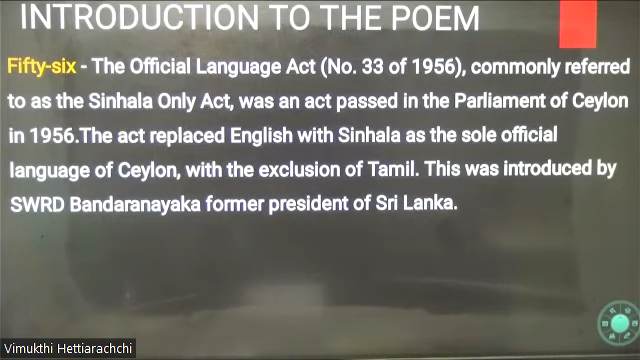 INTRODUCTION TO THE POEM
Fifty-six - The Official Language Act (No. 33 of 1956), commonly referred
to as the Sinhala Only Act, was an act passed in the Parliament of Ceylon
in 1956.The act replaced English with Sinhala as the sole official
language of Ceylon, with the exclusion of Tamil. This was introduced by
SWRD Bandaranayaka former president of Sri Lanka.
Vimukthi Hettiarachchi